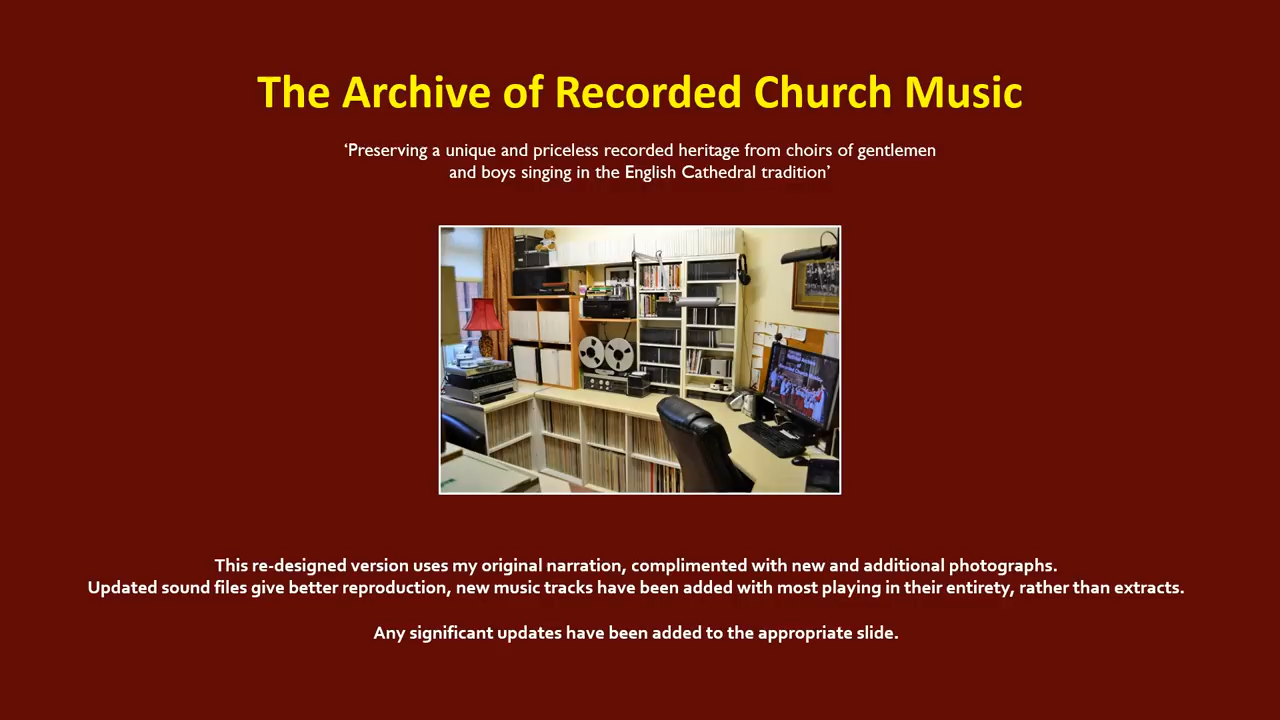 The Archive of Recorded Church Music
‘Preserving a unique and priceless recorded heritage from choirs of gentlemen
and boys singing in the English Cathedral tradition’
This re-designed version uses my original narration, complimented with new and additional photographs.
Updated sound files give better reproduction, new music tracks have been added with most playing in their entirety, rather than extracts.
Any significant updates have been added to the appropriate slide.